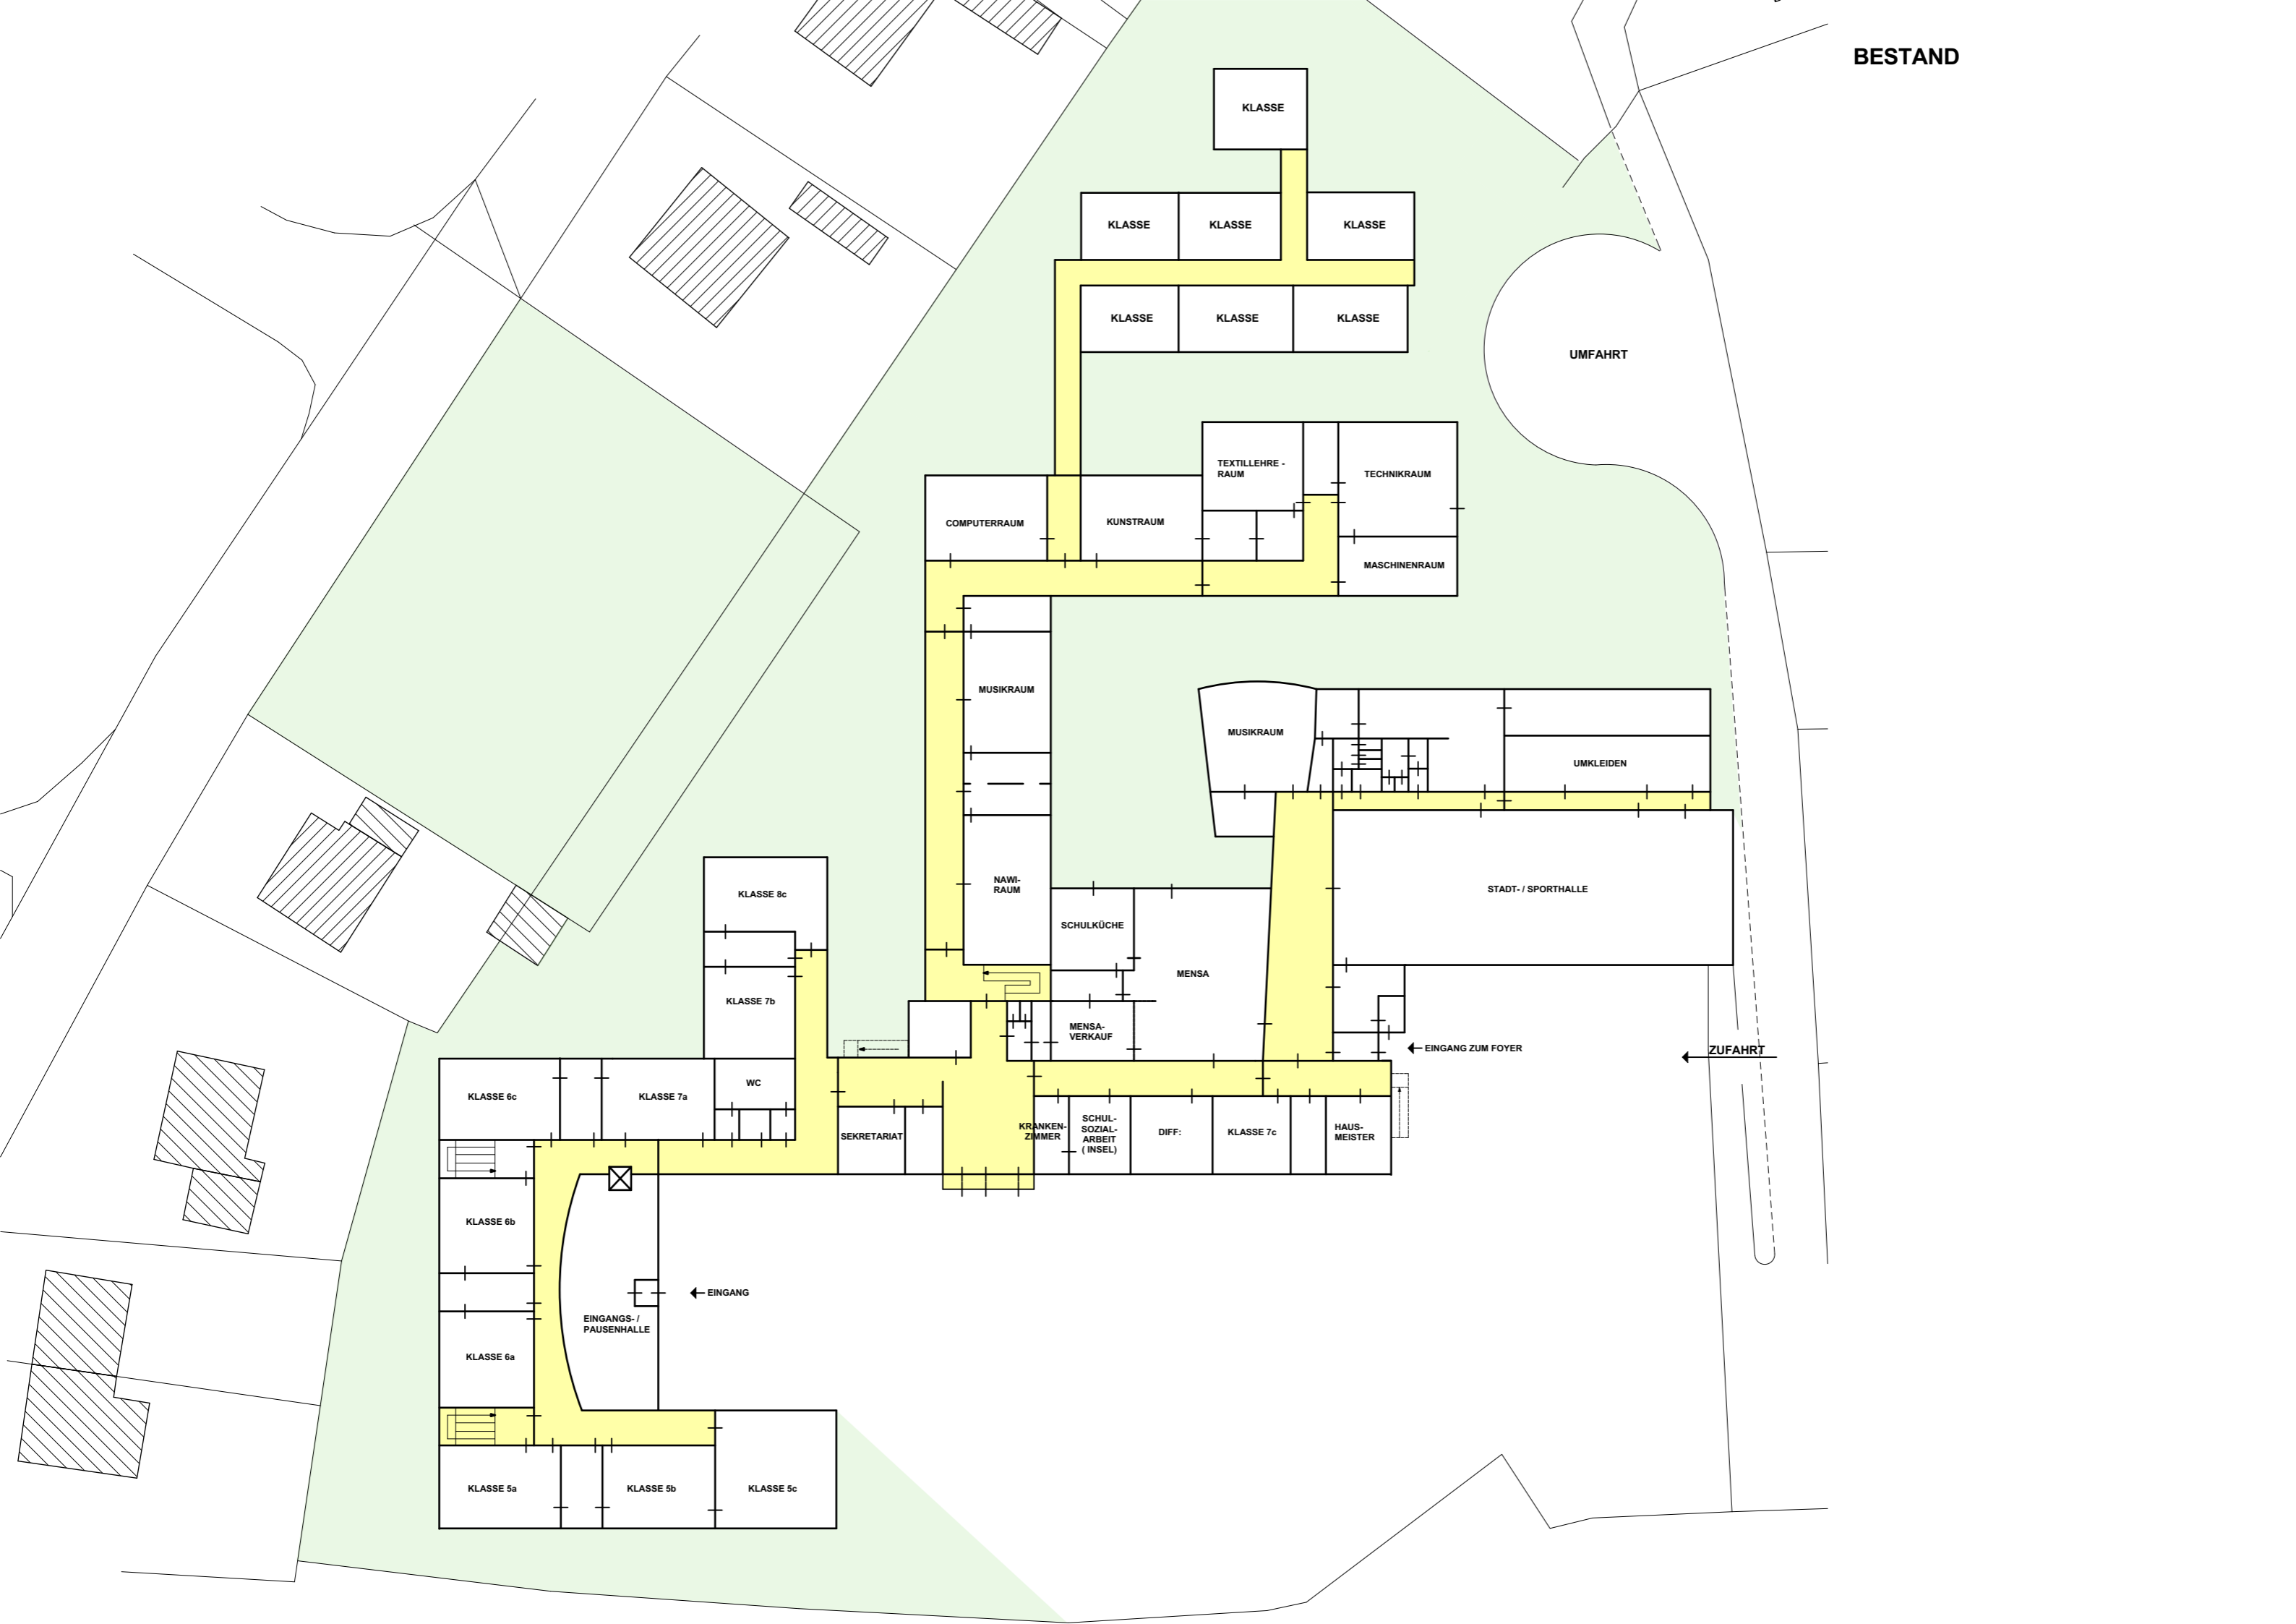 BESTAND
KLASSE
KLASSE
KLASSE
KLASSE
KLASSE
KLASSE
KLASSE
UMFAHRT
TEXTILLEHRE -
RAUM
TECHNIKRAUM
COMPUTERRAUM
KUNSTRAUM
MASCHINENRAUM
MUSIKRAUM
MUSIKRAUM
UMKLEIDEN
NAWI-
RAUM
KLASSE 8c
STADT- / SPORTHALLE
SCHULKÜCHE
MENSA
KLASSE 7b
MENSA-
VERKAUF
EINGANG ZUM FOYER
ZUFAHRT
WC
KLASSE 6c
KLASSE 7a
SEKRETARIAT
KRANKEN-
ZIMMER
SCHUL-
SOZIAL-
ARBEIT
( INSEL)
DIFF:
KLASSE 7c
HAUS-
MEISTER
KLASSE 6b
EINGANG
EINGANGS- /
PAUSENHALLE
KLASSE 6a
KLASSE 5a
KLASSE 5b
KLASSE 5c